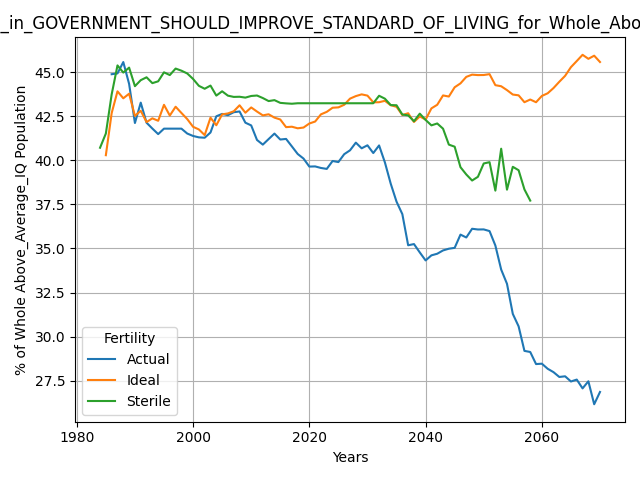 _in_GOVERNMENT_SHOULD_IMPROVE_STANDARD_OF_LIVING_for_Whole_Abo
% of Whole Above_Average_IQ Population
45.0
42.5
40.0
37.5
35.0
32.5
30.0
27.5
Fertility
Actual
Ideal
Sterile
1980
2000
2020
2040
2060
Years